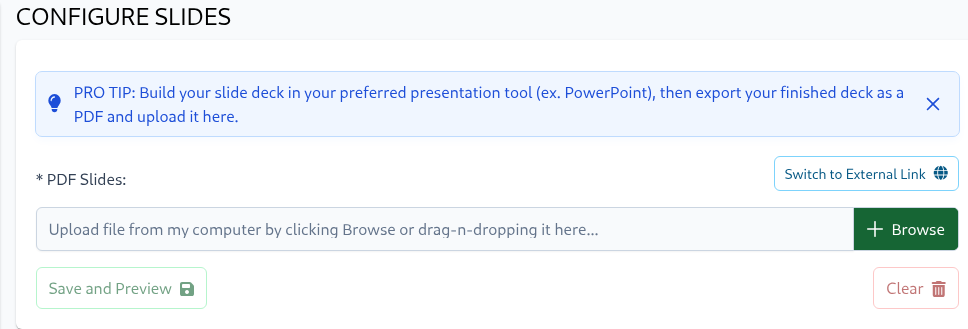 CONFIGURE SLIDES
PRO TIP: Build your slide deck in your preferred presentation tool (ex. PowerPoint), then export your finished deck as a
PDF and upload it here.
* PDF Slides:
Switch to External Link
Upload file from my computer by clicking Browse or drag-n-dropping it here...
Browse
Save and Preview
Clear